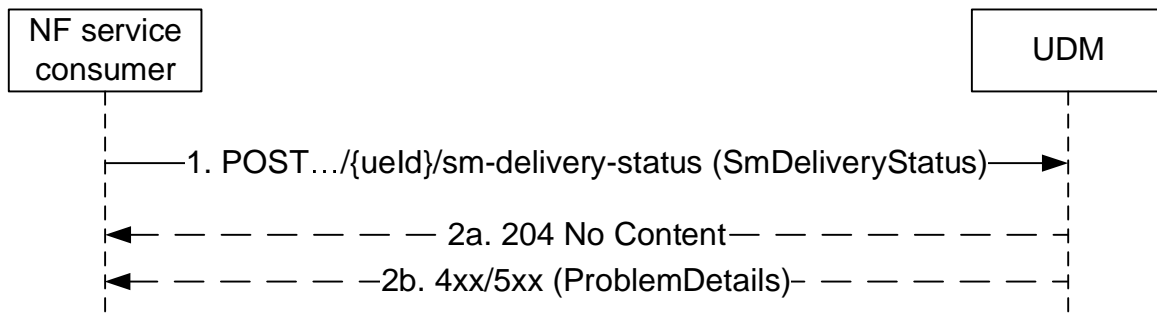 NF service
consumer
UDM
1. POST…/{ueId}/sm-delivery-status (SmDeliveryStatus)
2a. 204 No Content
2b. 4xx/5xx (ProblemDetails)